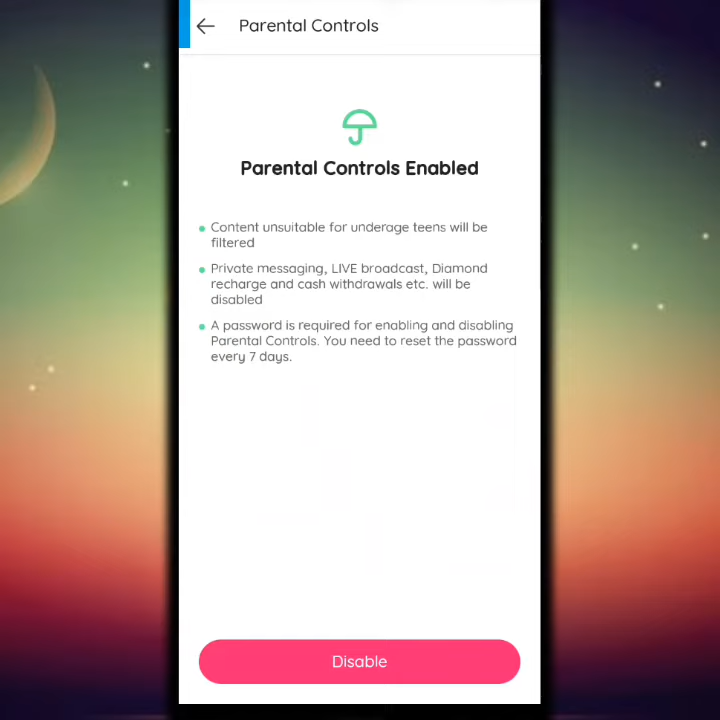 Parental Controls
Parental Controls Enabled
Content unsuitable for underage teens will be
filtered
Private messaging, LIVE broadcast, Diamond
recharge and cash withdrawals etc. will be
disabled
A password is required for enabling and disabling
Parental Controls. You need to reset the password
every 7 days.
Disable